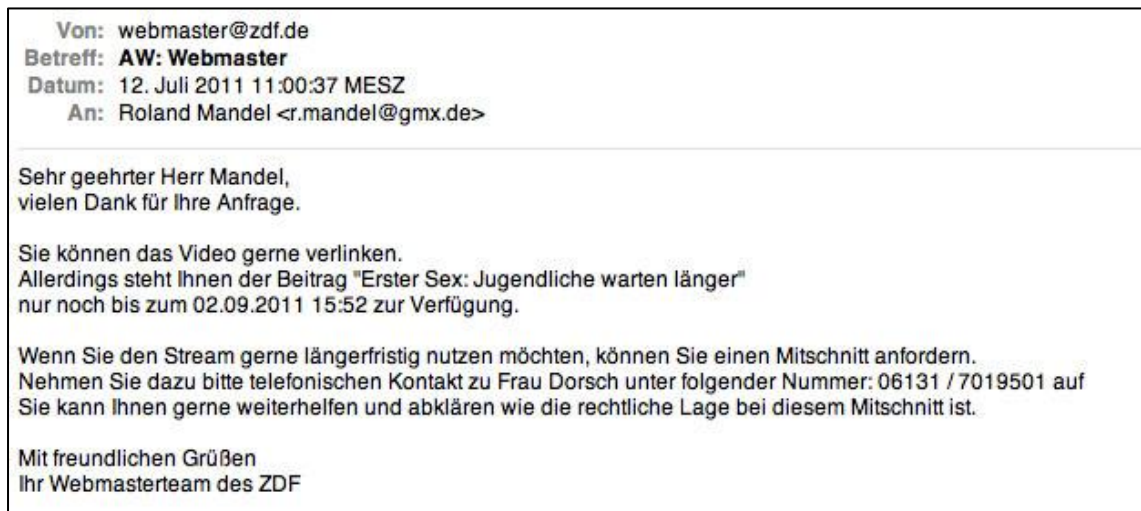 Von: webmaster@zdf.de
Betreff: AW: Webmaster
Datum: 12. Juli 2011 11:00:37 MESZ
An: Roland Mandel <r.mandel@gmx.de>
Sehr geehrter Herr Mandel,
vielen Dank für Ihre Anfrage.
Sie können das Video gerne verlinken.
Allerdings steht Ihnen der Beitrag "Erster Sex: Jugendliche warten länger"
nur noch bis zum 02.09.2011 15:52 zur Verfügung.
Wenn Sie den Stream gerne längerfristig nutzen möchten, können Sie einen Mitschnitt anfordern.
Nehmen Sie dazu bitte telefonischen Kontakt zu Frau Dorsch unter folgender Nummer: 06131 / 7019501 auf
Sie kann Ihnen gerne weiterhelfen und abklären wie die rechtliche Lage bei diesem Mitschnitt ist.
Mit freundlichen Grüßen
Ihr Webmasterteam des ZDF